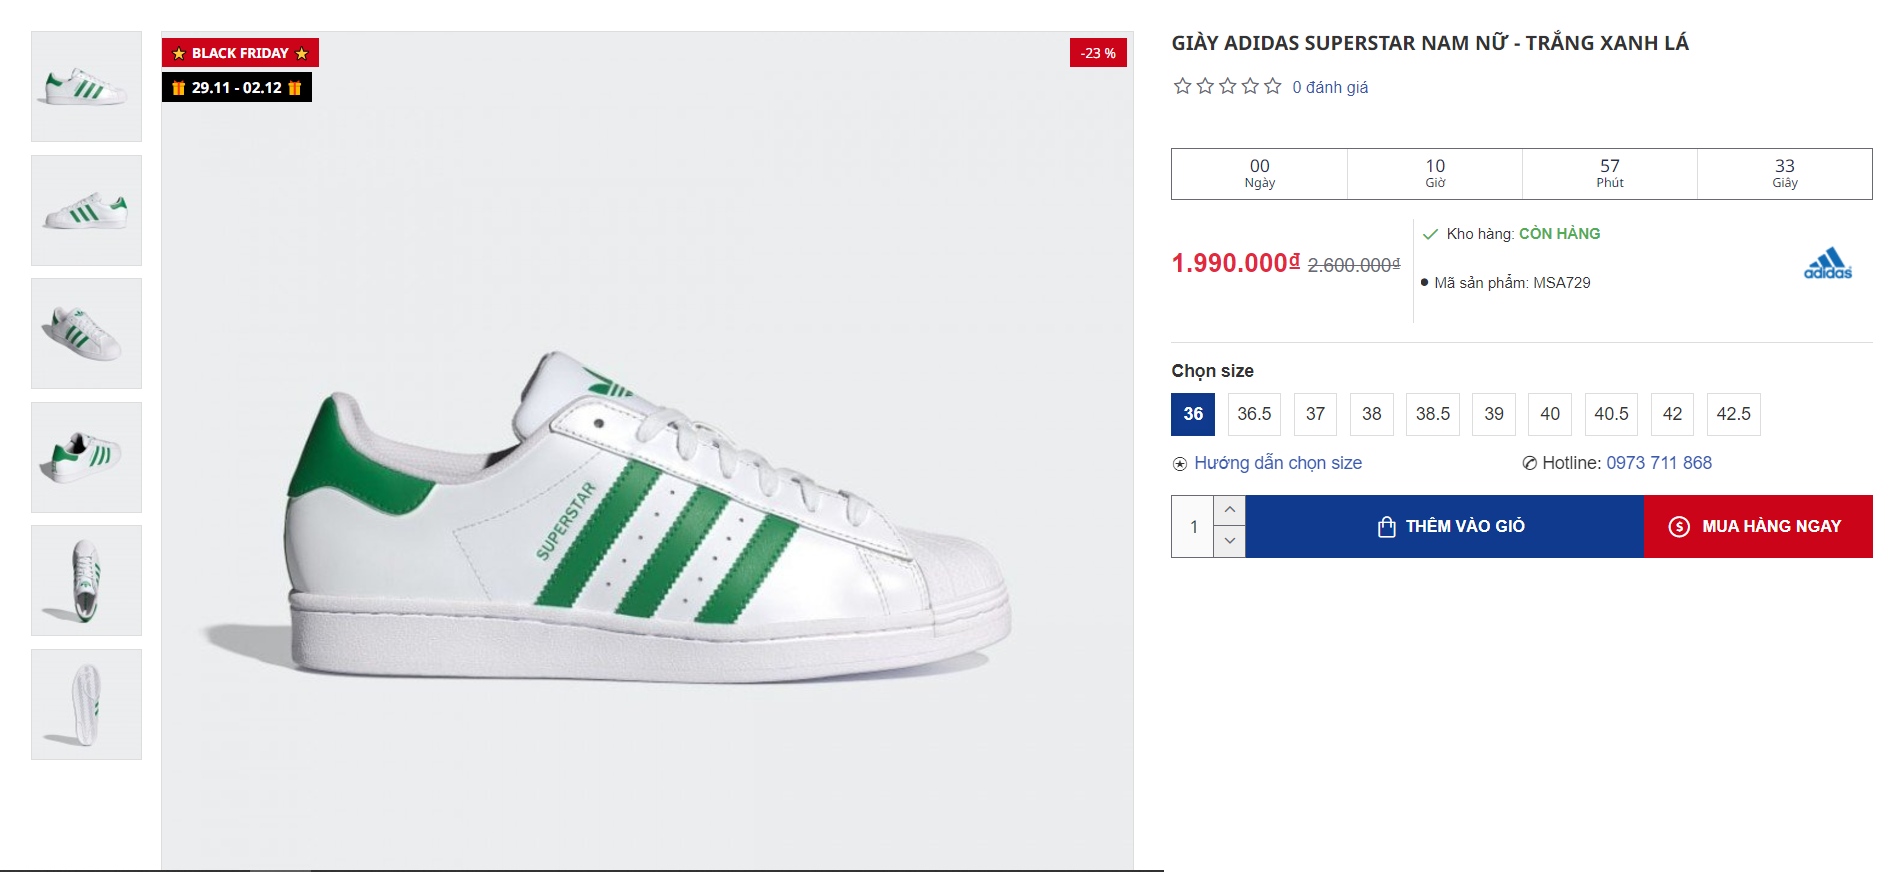 BLACK FRIDAY
-23 %
29.11 - 02.12
SUPERSTAR
GIÀY ADIDAS SUPERSTAR NAM NỮ - TRẮNG XANH LÁ
0 đánh giá
00 10 57 33
Ngày Giờ Phút Giây
1.990.000₫ 2.600.000₫
Kho hàng: CÒN HÀNG
Mã sản phẩm: MSA729
adidas
Chọn size
36 36.5 37 38 38.5 39 40 40.5 42 42.5
Hướng dẫn chọn size
Hotline: 0973 711 868
1
THÊM VÀO GIỎ
MUA HÀNG NGAY